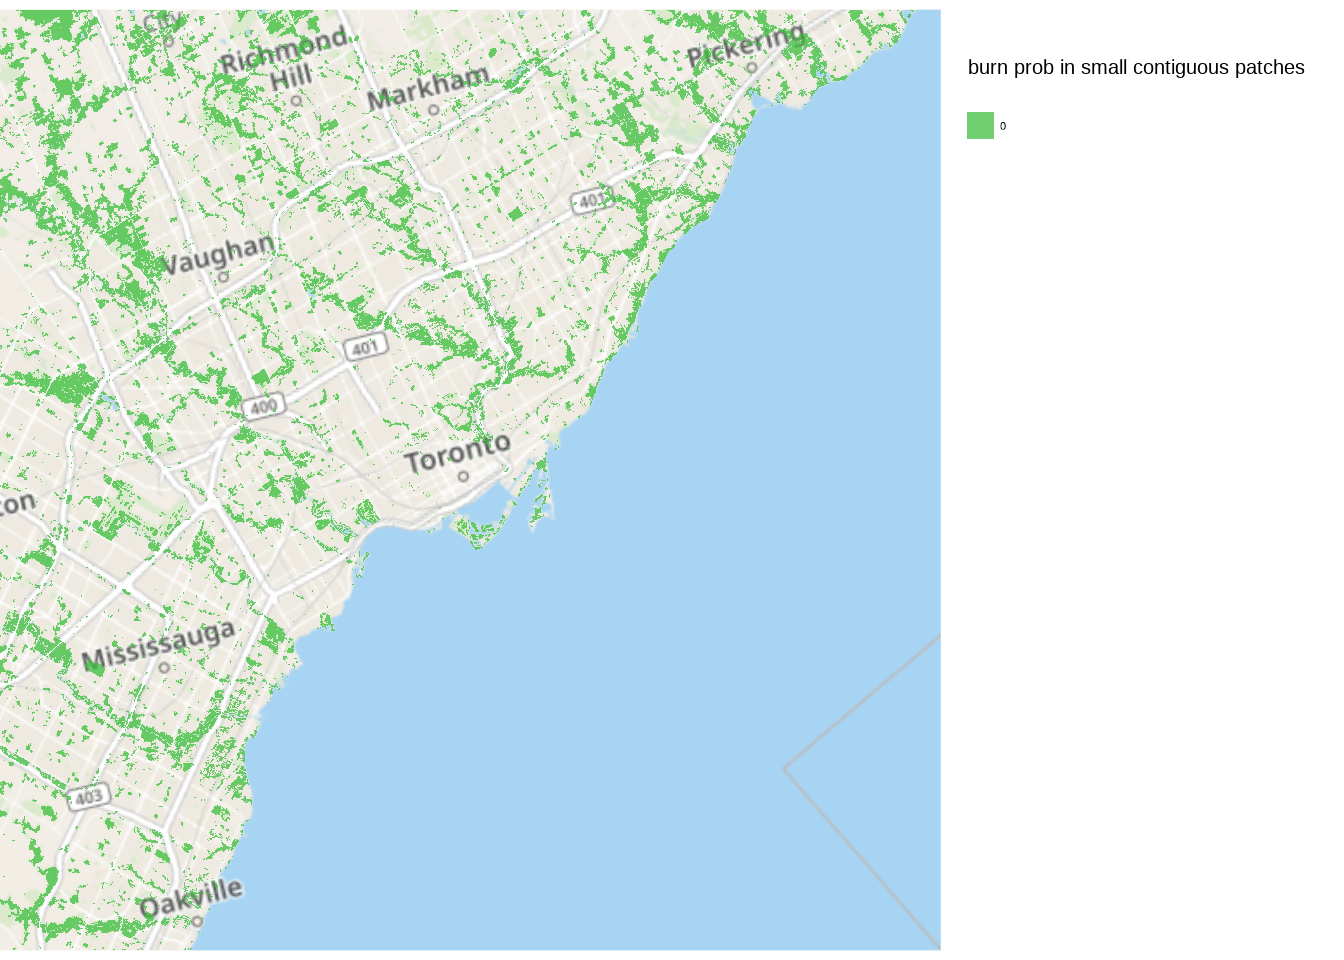 City
Richmond
Hill
Markham
Pickering
401
Vaughan
401
400
Toronto
ton
Mississauga
403
Oakville
burn prob in small contiguous patches
0